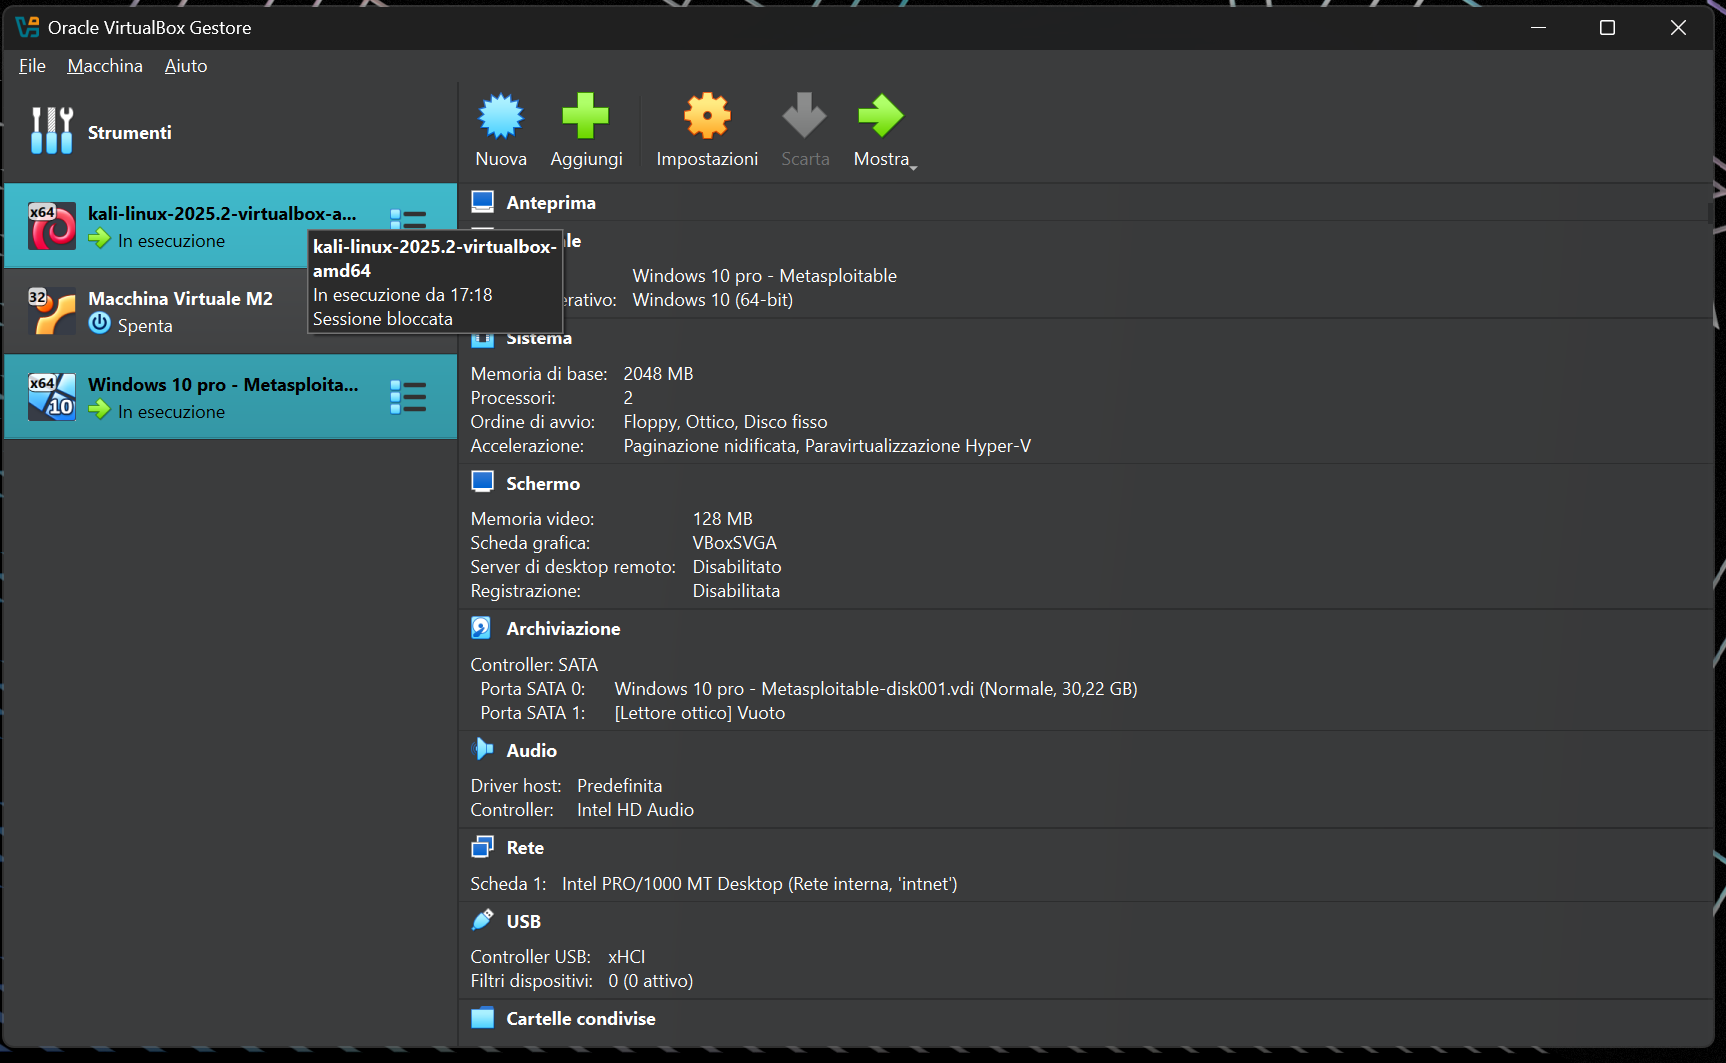 Oracle VirtualBox Gestore
File Macchina Aiuto
Strumenti
Nuova Aggiungi Impostazioni Scarta Mostra
x64 kali-linux-2025.2-virtualbox-a...
In esecuzione
kali-linux-2025.2-virtualbox-
amd64
In esecuzione da 17:18
Sessione bloccata
32 Macchina Virtuale M2
Spenta
x64 10 Windows 10 pro - Metasploita...
In esecuzione
Anteprima
le
Windows 10 pro - Metasploitable
erativo: Windows 10 (64-bit)
Sistema
Memoria di base: 2048 MB
Processori: 2
Ordine di avvio: Floppy, Ottico, Disco fisso
Accelerazione: Paginazione nidificata, Paravirtualizzazione Hyper-V
Schermo
Memoria video: 128 MB
Scheda grafica: VBoxSVGA
Server di desktop remoto: Disabilitato
Registrazione: Disabilitata
Archiviazione
Controller: SATA
Porta SATA 0: Windows 10 pro - Metasploitable-disk001.vdi (Normale, 30,22 GB)
Porta SATA 1: [Lettore ottico] Vuoto
Audio
Driver host: Predefinita
Controller: Intel HD Audio
Rete
Scheda 1: Intel PRO/1000 MT Desktop (Rete interna, 'intnet')
USB
Controller USB: xHCI
Filtri dispositivi: 0 (0 attivo)
Cartelle condivise